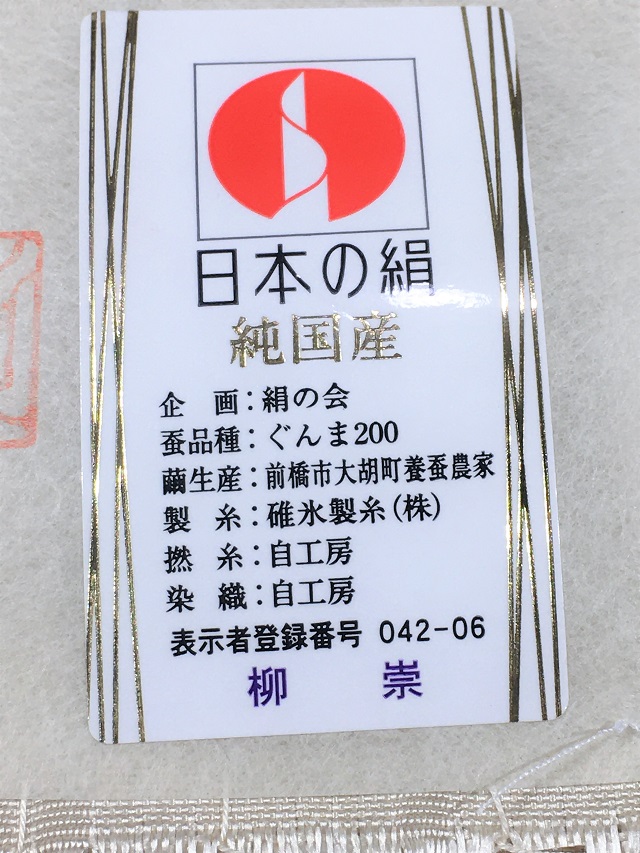 日本の絹
純国産
企 画：絹の会
蚕品種：ぐんま200
繭生産：前橋市大胡町養蚕農家
製 糸：碓氷製糸(株)
撚 糸：自工房
染 織：自工房
表示者登録番号 042-06
柳 崇